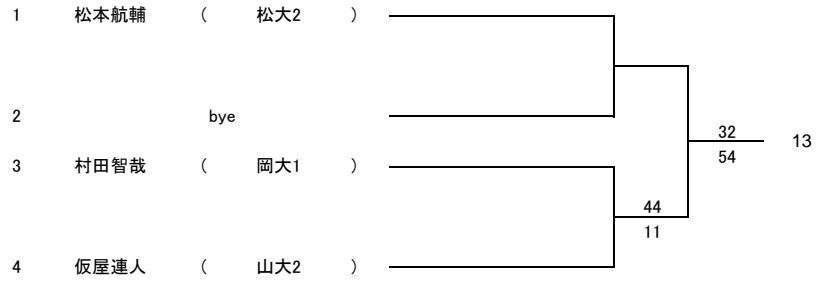 1 松本航輔 ( 松大2 )
2 bye
32
54
13
3 村田智哉 ( 岡大1 )
44
11
4 仮屋連人 ( 山大2 )